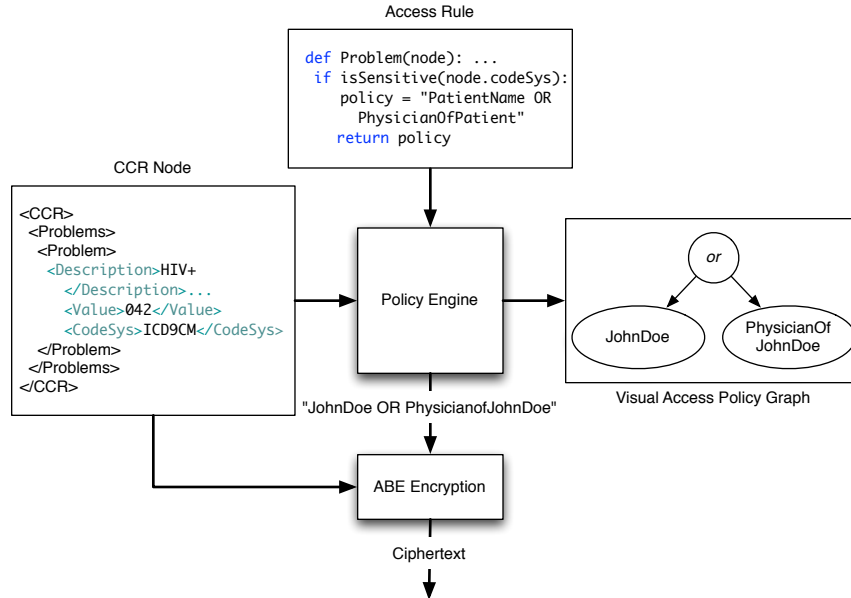 Access Rule
def Problem(node): ...
if isSensitive(node.codeSys):
policy = "PatientName OR
PhysicianOfPatient"
return policy
CCR Node
<CCR>
<Problems>
<Problem>
<Description>HIV+
</Description>...
<Value>042</Value>
<CodeSys>ICD9CM</CodeSys>
</Problem>
</Problems>
</CCR>
Policy Engine
or
JohnDoe
PhysicianOf
JohnDoe
Visual Access Policy Graph
"JohnDoe OR PhysicianofJohnDoe"
ABE Encryption
Ciphertext